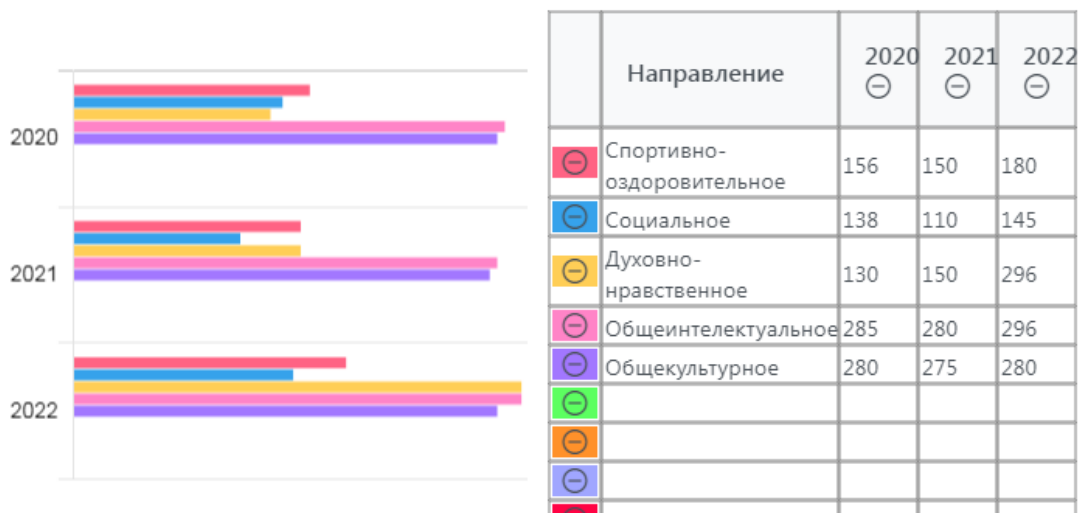 2020
2021
2022
Направление 2020 2021 2022
Спортивно-
оздоровительное 156 150 180
Социальное 138 110 145
Духовно-
нравственное 130 150 296
Общеинтелектуальное 285 280 296
Общекультурное 280 275 280